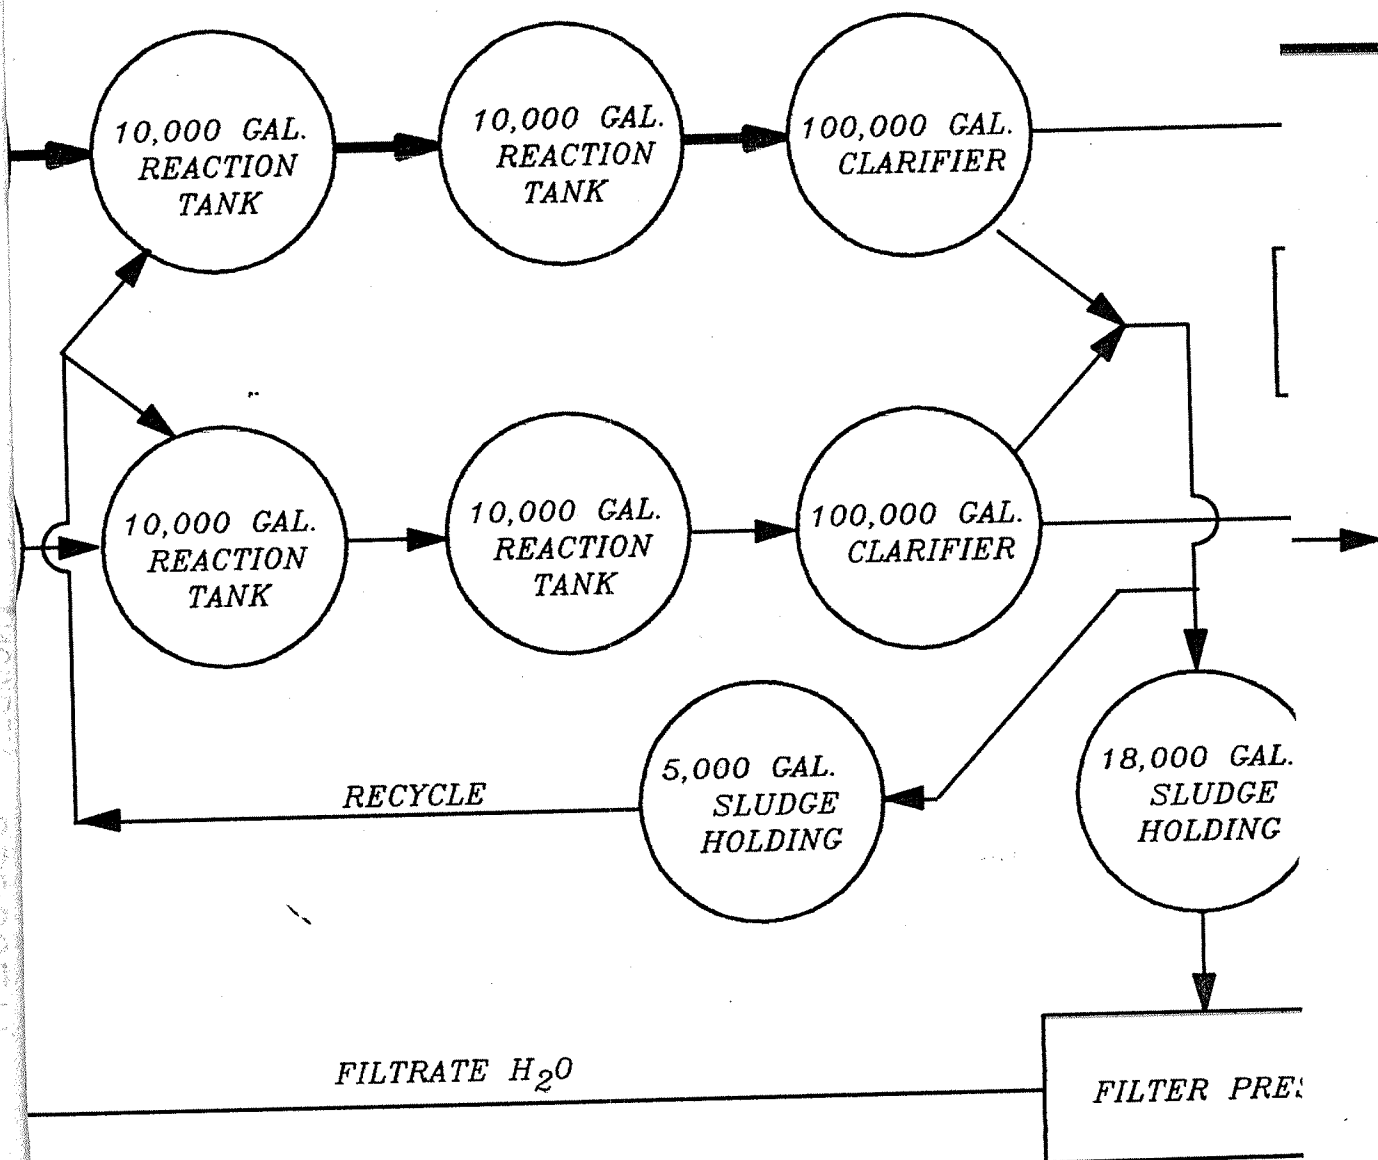 10,000 GAL.
REACTION
TANK
10,000 GAL.
REACTION
TANK
100,000 GAL.
CLARIFIER
10,000 GAL.
REACTION
TANK
10,000 GAL.
REACTION
TANK
100,000 GAL.
CLARIFIER
RECYCLE
5,000 GAL.
SLUDGE
HOLDING
18,000 GAL.
SLUDGE
HOLDING
FILTRATE H₂O
FILTER